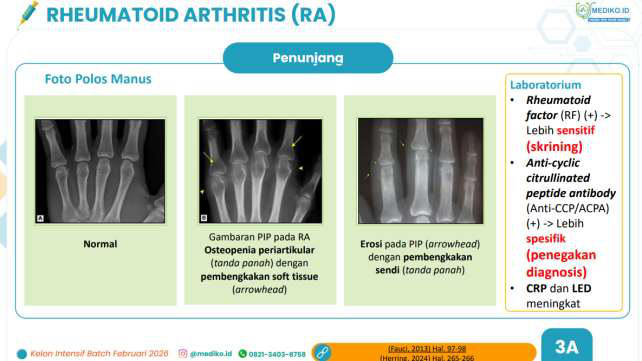 RHEUMATOID ARTHRITIS (RA)
MEDIKO.ID
Penunjang
Foto Polos Manus
A
Normal
B
Gambaran PIP pada RA
Osteopenia periartikular
(tanda panah) dengan
pembengkakan soft tissue
(arrowhead)
Erosi pada PIP (arrowhead)
dengan pembengkakan
sendi (tanda panah)
Laboratorium
• Rheumatoid
factor (RF) (+) ->
Lebih sensitif
(skrining)
• Anti-cyclic
citrullinated
peptide antibody
(Anti-CCP/ACPA)
(+) -> Lebih
spesifik
(penegakan
diagnosis)
• CRP dan LED
meningkat
Kelon Intensif Batch Februari 2026
@mediko.id
0821-3403-6758
(Fauci, 2013) Hal. 97-98
(Herring, 2024) Hal. 265-266
3A